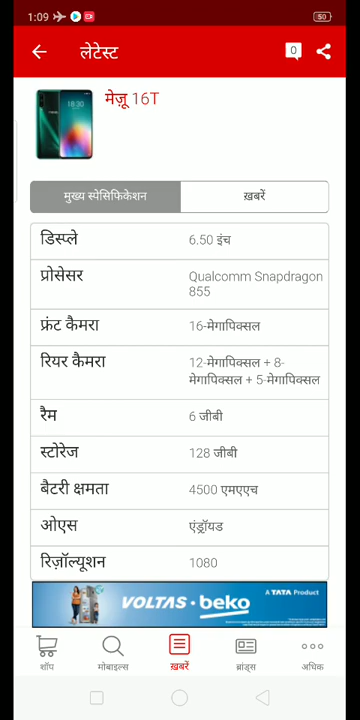 1:09
50
लेटेस्ट
0
मेज़ू 16T
मुख्य स्पेसिफिकेशन
ख़बरें
डिस्प्ले
6.50 इंच
प्रोसेसर
Qualcomm Snapdragon
855
फ्रंट कैमरा
16-मेगापिक्सल
रियर कैमरा
12-मेगापिक्सल + 8-
मेगापिक्सल + 5-मेगापिक्सल
रैम
6 जीबी
स्टोरेज
128 जीबी
बैटरी क्षमता
4500 एमएएच
ओएस
एंड्रॉयड
रिज़ॉल्यूशन
1080
A TATA Product
VOLTAS • beko
शॉप
मोबाइल्स
ख़बरें
ब्रांड्स
अधिक